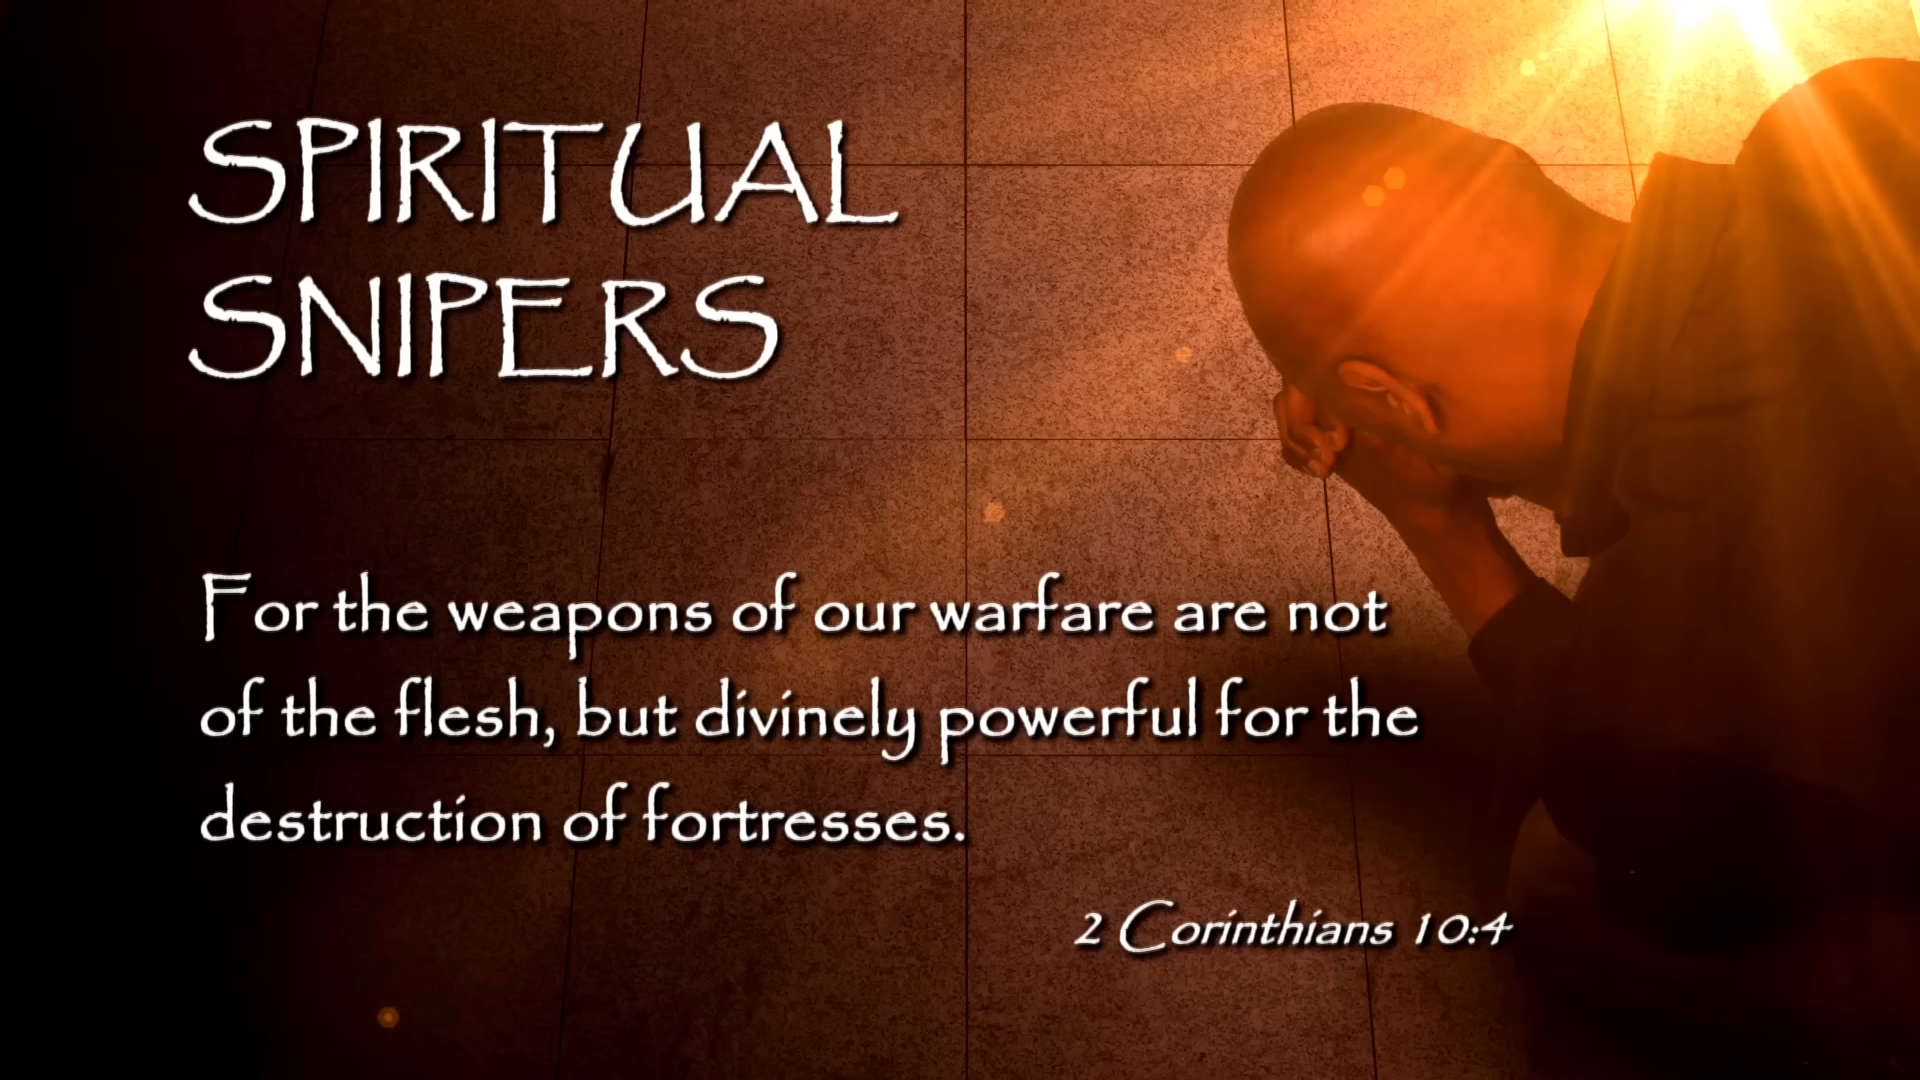 SPIRITUAL
SNIPERS
For the weapons of our warfare are not
of the flesh, but divinely powerful for the
destruction of fortresses.
2 Corinthians 10:4